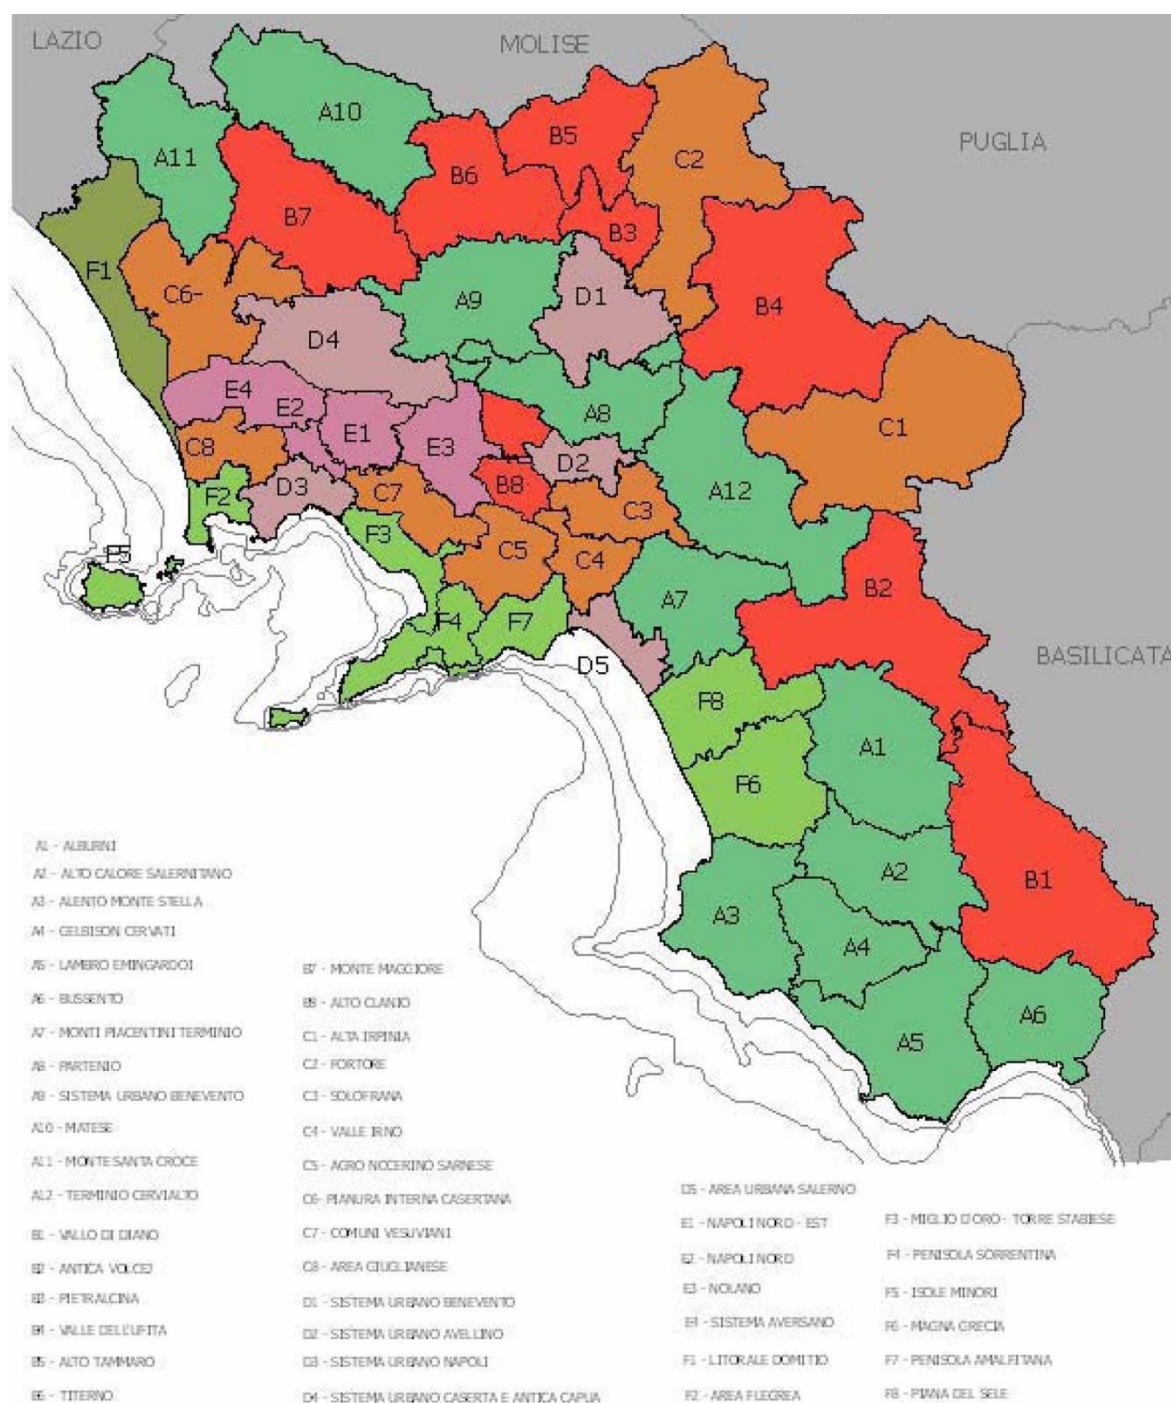 LAZIO
MOLISE
PUGLIA
BASILICATA
A10
A11
B5
B6
C2
B7
B3
F1
C6-
A9
D1
B4
D4
E4
E2
E1
E3
A8
C1
C8
D2
B8
A12
F2
D3
C7
C3
F3
C5
C4
F5
B2
A7
F4
F7
D5
F8
A1
F6
A2
B1
A3
A4
A5
A6
A1 - ALBURNI
A2 - ALTO CALORE SALERNITANO
A3 - ALENTO MONTE STELLA
A4 - GELBISON CERVATI
A5 - LAMBRO E MINGARDO
A6 - BUSSENTO
A7 - MONTI PIACENTINI TERMINIO
A8 - PARTENIO
A9 - SISTEMA URBANO BENEVENTO
A10 - MATESE
A11 - MONTE SANTA CROCE
A12 - TERMINIO CERVIALTO
B1 - VALLO DI DIANO
B2 - ANTICA VOLCEJ
B3 - PIETRALCINA
B4 - VALLE DELL'UFITA
B5 - ALTO TAMMARO
B6 - TITERNO
B7 - MONTE MAGGIORE
B8 - ALTO CLANIO
C1 - ALTA IRPINIA
C2 - FORTORE
C3 - SOLOFRANA
C4 - VALLE IRNO
C5 - AGRO NOCERINO SARNESE
C6- PIANURA INTERNA CASERTANA
C7 - COMUNI VESUVIANI
C8 - AREA GIUGLIANESE
D1 - SISTEMA URBANO BENEVENTO
D2 - SISTEMA URBANO AVELLINO
D3 - SISTEMA URBANO NAPOLI
D4 - SISTEMA URBANO CASERTA E ANTICA CAPUA
D5 - AREA URBANA SALERNO
E1 - NAPOLI NORD - EST
E2 - NAPOLI NORD
E3 - NOLANO
E4 - SISTEMA AVERSANO
F1 - LITORALE DOMITIO
F2 - AREA FLEGREA
F3 - MIGLIO D'ORO - TORRE STABIESE
F4 - PENISOLA SORRENTINA
F5 - ISOLE MINORI
F6 - MAGNA GRECIA
F7 - PENISOLA AMALFITANA
F8 - PIANA DEL SELE